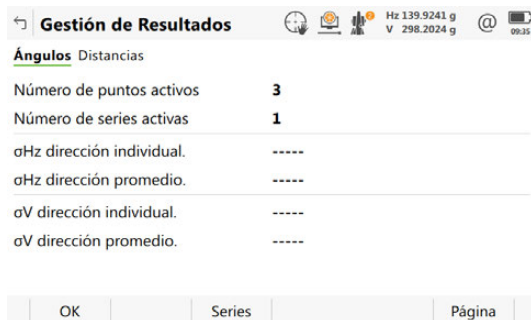 Gestión de Resultados
Hz 139.9241 g
V 298.2024 g
@
09:35
Ángulos Distancias
Número de puntos activos 3
Número de series activas 1
σHz dirección individual. -----
σHz dirección promedio. -----
σV dirección individual. -----
σV dirección promedio. -----
OK Series Página